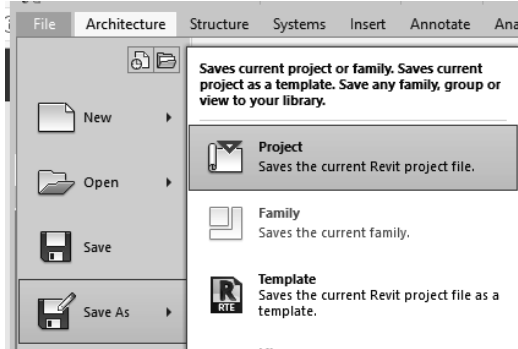 File Architecture Structure Systems Insert Annotate
Saves current project or family. Saves current
project as a template. Save any family, group or
view to your library.
New
Project
Saves the current Revit project file.
Open
Family
Saves the current family.
Save
Template
Saves the current Revit project file as a
template.
R
RTE
Save As